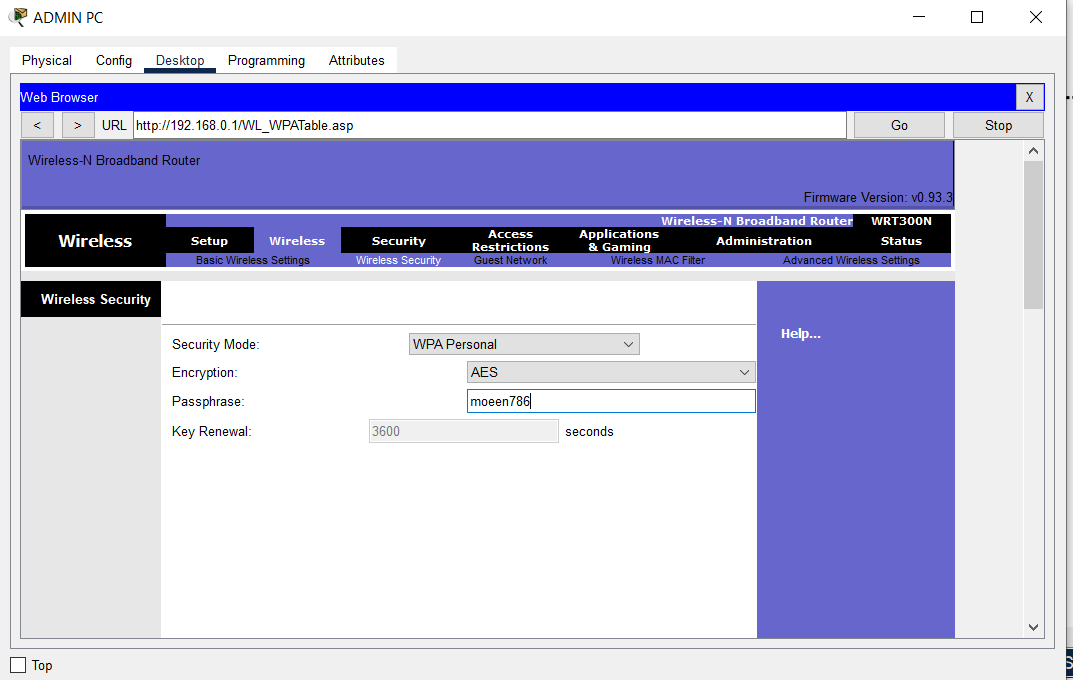 ADMIN PC
Physical Config Desktop Programming Attributes
Web Browser X
< > URL http://192.168.0.1/WL_WPATable.asp Go Stop
Wireless-N Broadband Router
Firmware Version: v0.93.3
Wireless-N Broadband Router WRT300N
Wireless Setup Wireless Security Access Restrictions Applications & Gaming Administration Status
Basic Wireless Settings Wireless Security Guest Network Wireless MAC Filter Advanced Wireless Settings
Wireless Security
Help...
Security Mode: WPA Personal
Encryption: AES
Passphrase: moeen786
Key Renewal: 3600 seconds
Top